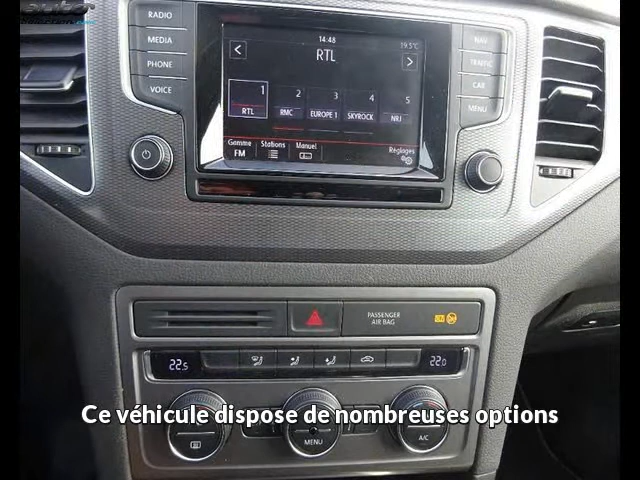 RADIO
MEDIA
PHONE
VOICE
14:48
19.5°C
RTL
1
RTL
2
RMC
3
EUROPE 1
4
SKYROCK
5
NRJ
Gamme
FM
Stations
Manuel
Réglages
NAV
TRAFFIC
CAR
MENU
PASSENGER
AIR BAG
22.5
22.0
Ce véhicule dispose de nombreuses options
MENU
A/C